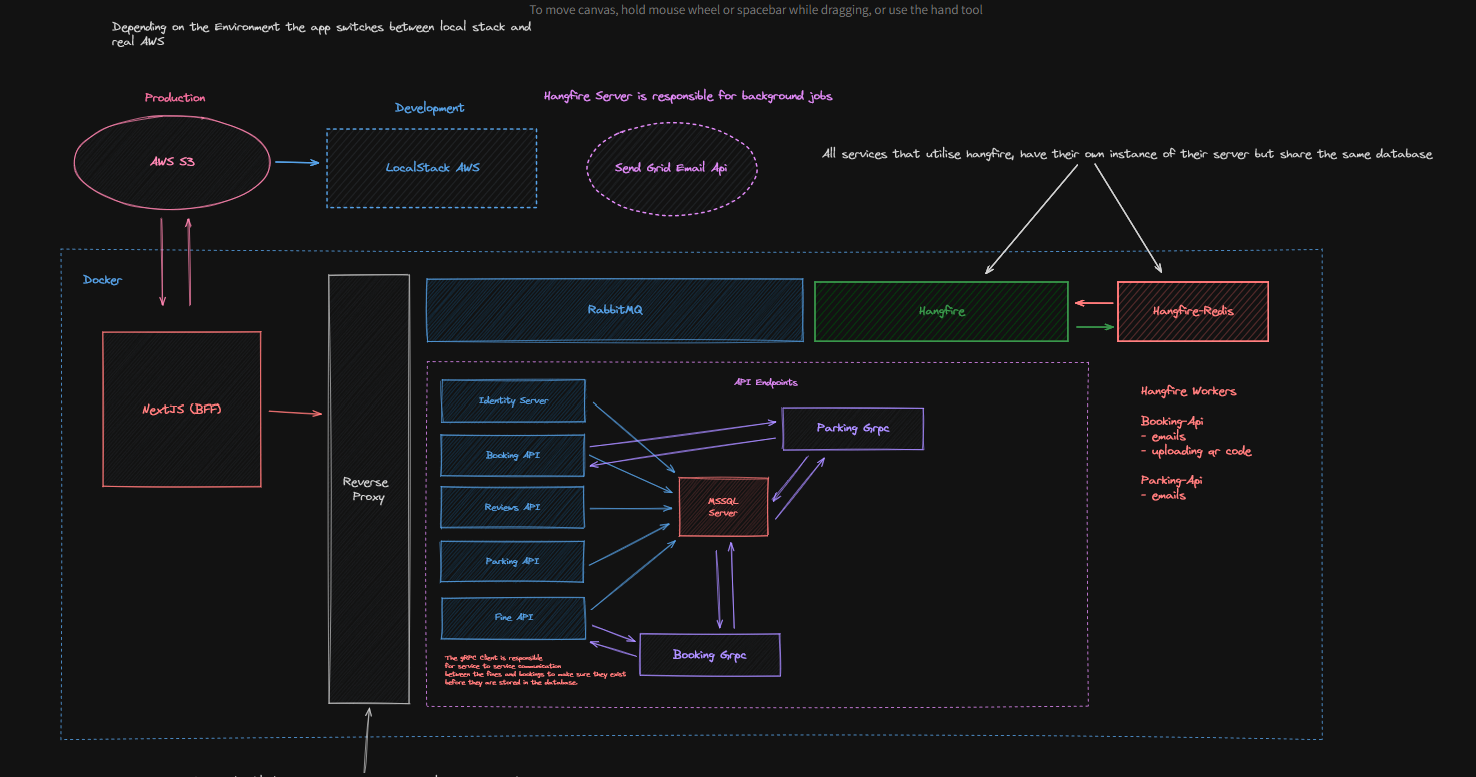 To move canvas, hold mouse wheel or spacebar while dragging, or use the hand tool
Depending on the Environment the app switches between local stack and
real AWS
Production
Development
Hangfire Server is responsible for background jobs
AWS S3
LocalStack AWS
Send Grid Email Api
All services that utilise hangfire, have their own instance of their server but share the same database
Docker
RabbitMQ
Hangfire
Hangfire-Redis
NextJS (BFF)
Reverse
Proxy
API Endpoints
Identity Server
Booking API
Reviews API
Parking API
Fine API
Parking Grpc
MSSQL
Server
Booking Grpc
The gRPC Client is responsible
for service to service communication
between the fines and bookings to make sure they exist
before they are stored in the database.
Hangfire Workers
Booking-Api
- emails
- uploading qr code
Parking-Api
- emails